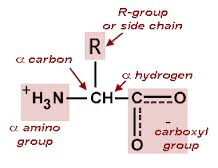 R-group
or side chain
R
α carbon
α hydrogen
+H3N
CH
C
O
α amino
group
-
carboxyl
group
O